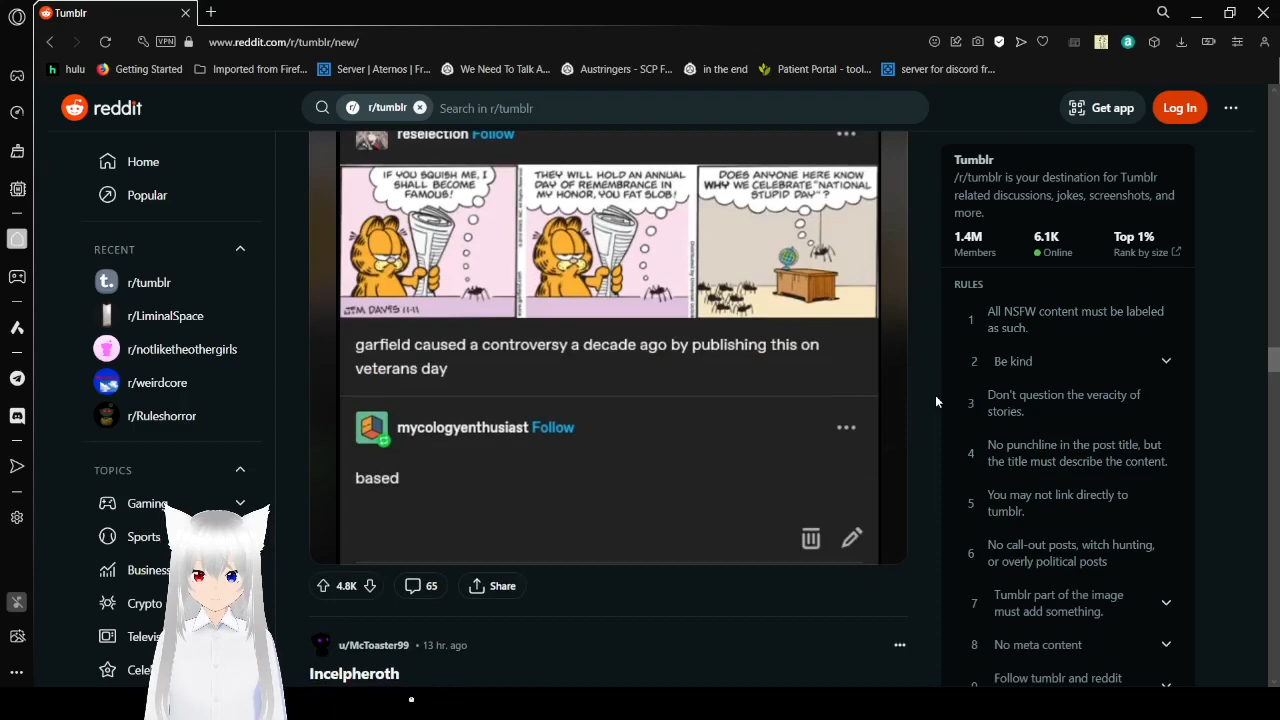 Tumblr
www.reddit.com/r/tumblr/new/
VPN
hulu
Getting Started
Imported from Firef...
Server | Aternos | Fr...
We Need To Talk A...
Austringers - SCP F...
in the end
Patient Portal - tool...
server for discord fr...
reddit
r/ r/tumblr
Search in r/tumblr
Get app
Log In
Home
Popular
RECENT
r/tumblr
r/LiminalSpace
r/notliketheothergirls
r/weirdcore
r/Ruleshorror
TOPICS
Gaming
Sports
Business
Crypto
Televi
Cele
reselection Follow
IF YOU SQUISH ME, I
SHALL BECOME
FAMOUS!
THEY WILL HOLD AN ANNUAL
DAY OF REMEMBRANCE IN
MY HONOR, YOU FAT SLOB!
DOES ANYONE HERE KNOW
WHY WE CELEBRATE "NATIONAL
STUPID DAY"?
JIM DAVIS 11-11
garfield caused a controversy a decade ago by publishing this on
veterans day
mycologyenthusiast Follow
based
4.8K
65
Share
u/McToaster99 • 13 hr. ago
Incelpheroth
Tumblr
/r/tumblr is your destination for Tumblr
related discussions, jokes, screenshots, and
more.
1.4M
Members
6.1K
Online
Top 1%
Rank by size
RULES
1 All NSFW content must be labeled
as such.
2 Be kind
3 Don't question the veracity of
stories.
4 No punchline in the post title, but
the title must describe the content.
5 You may not link directly to
tumblr.
6 No call-out posts, witch hunting,
or overly political posts
7 Tumblr part of the image
must add something.
8 No meta content
Follow tumblr and reddit